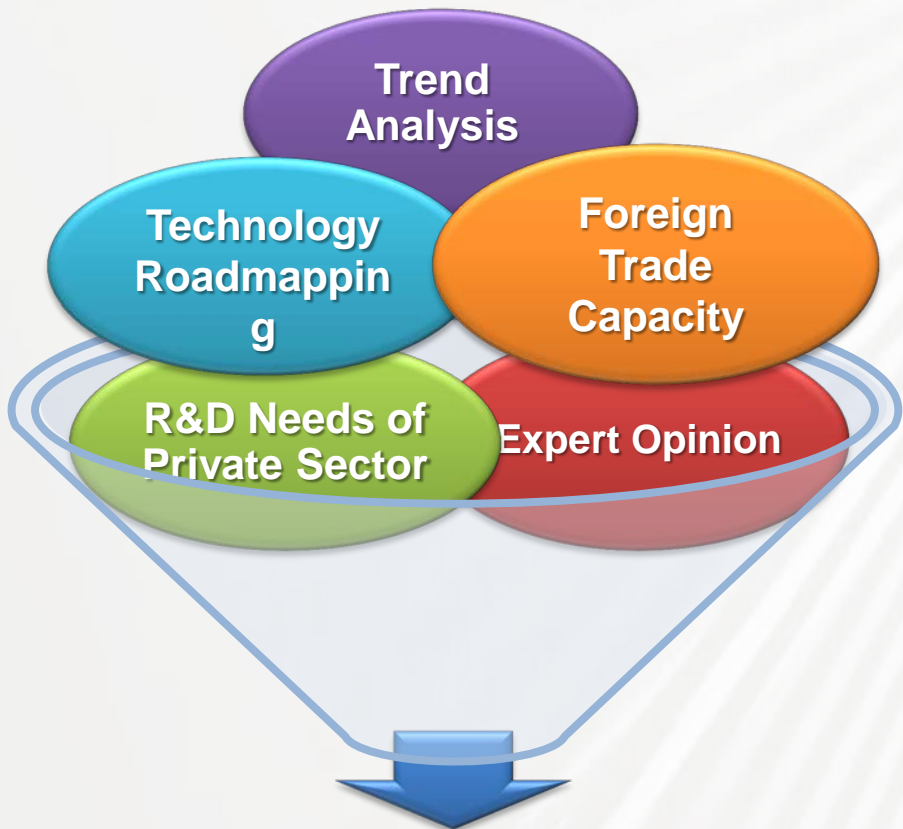 Trend
Analysis
Technology
Roadmappin
g
Foreign
Trade
Capacity
R&D Needs of
Private Sector
Expert Opinion